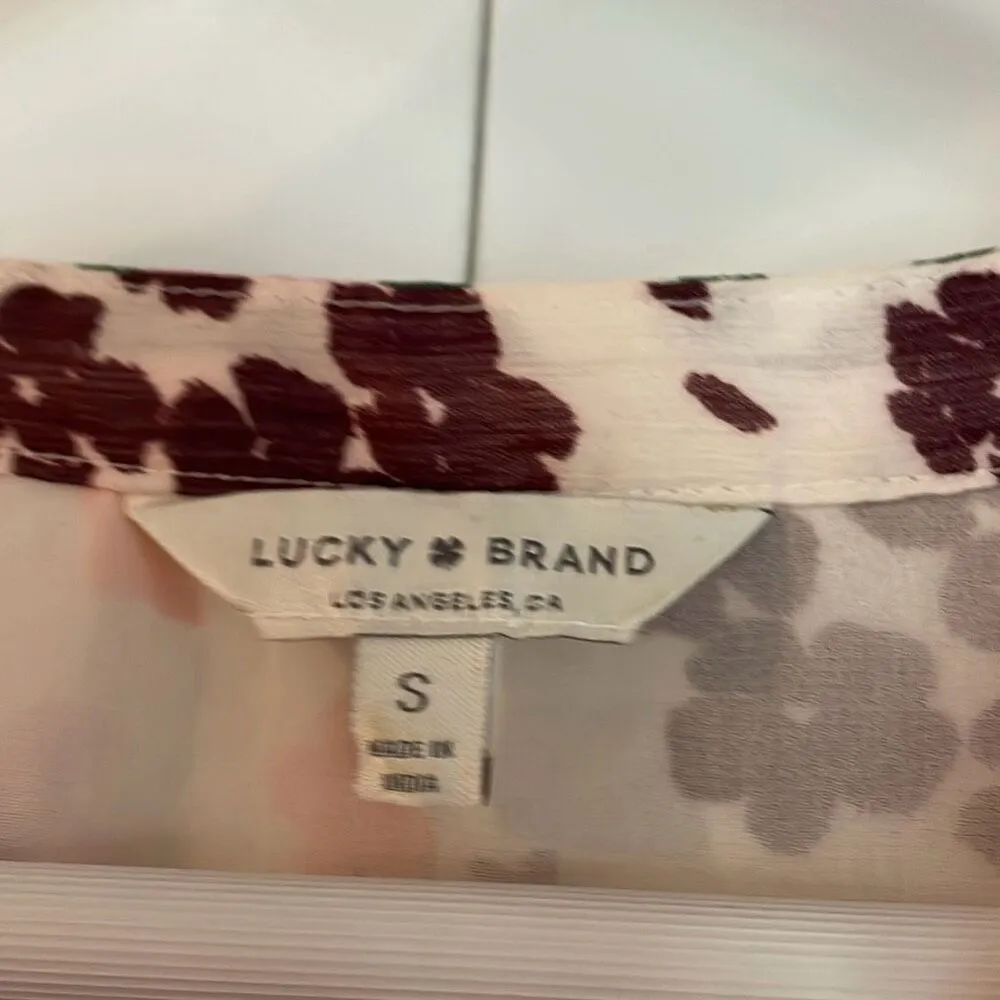 LUCKY BRAND
LOS ANGELES, CA
S
MADE IN
INDIA